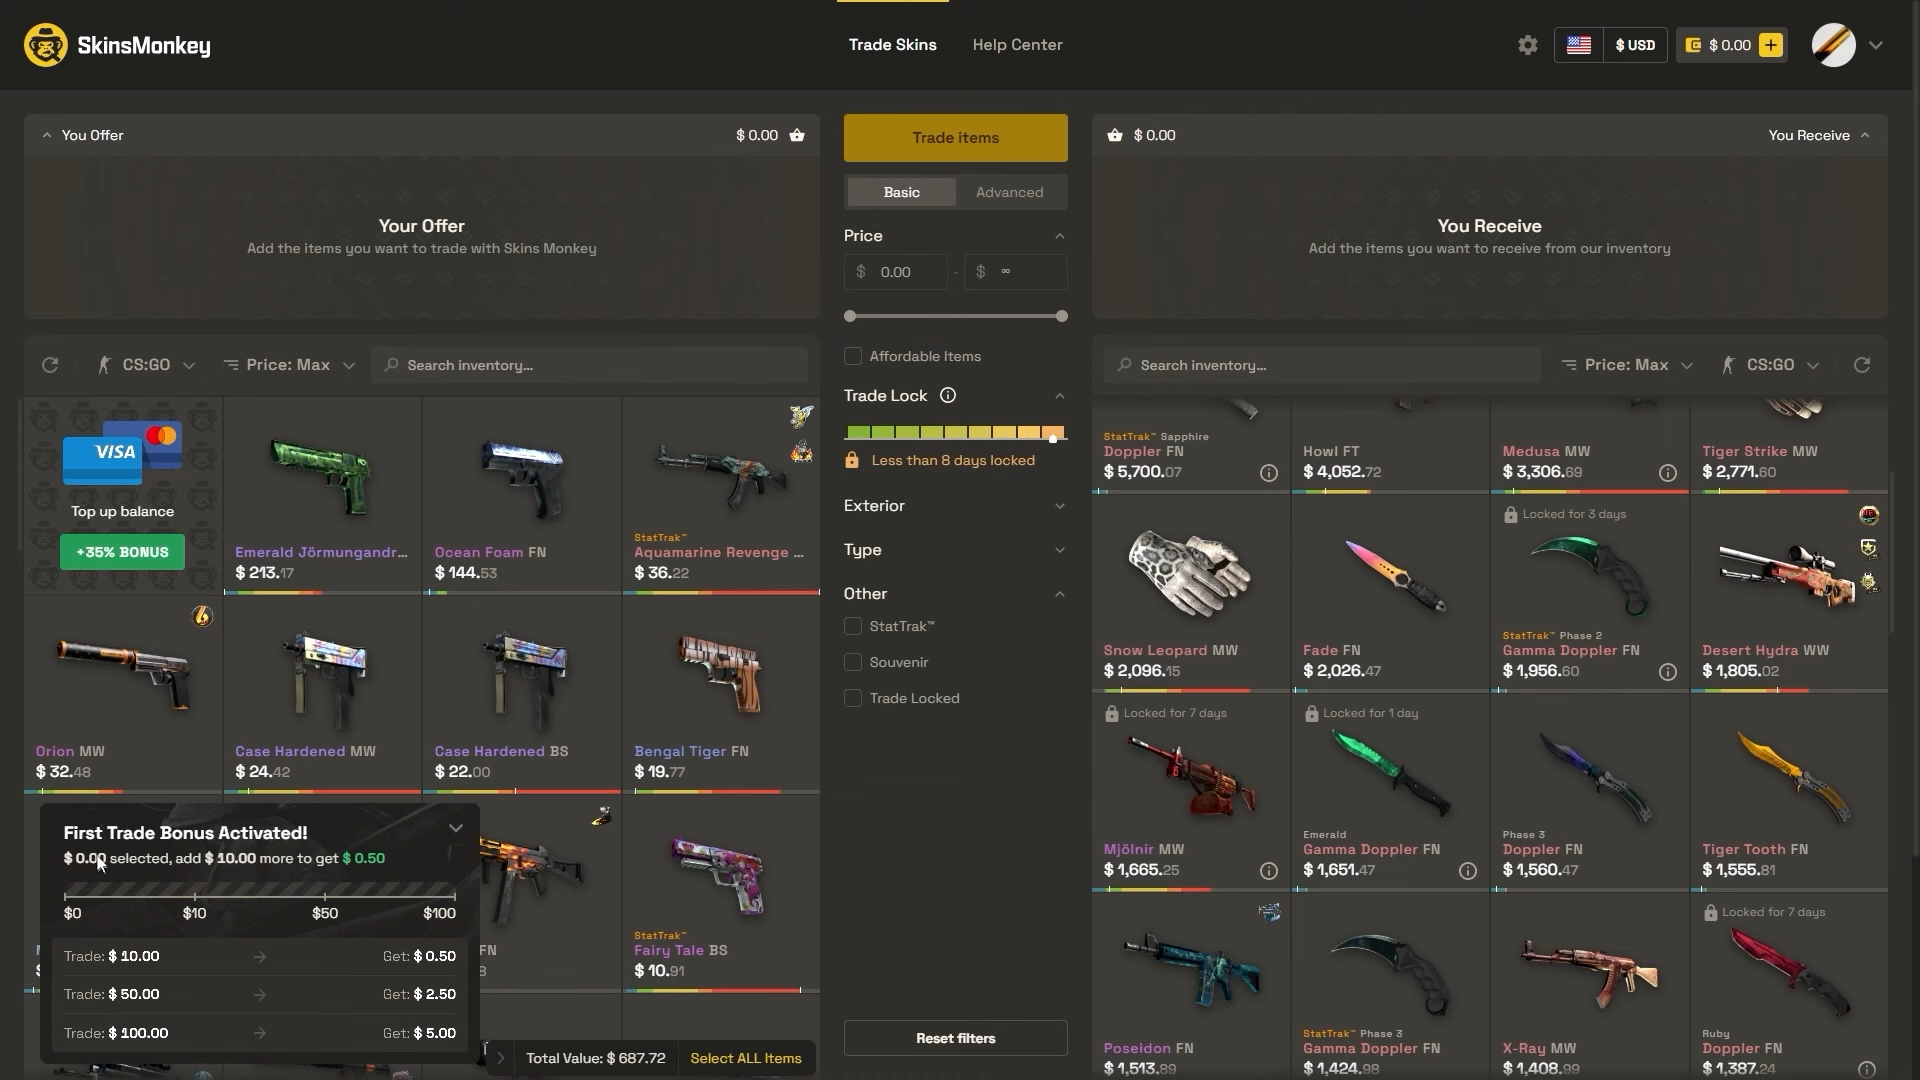 SkinsMonkey
Trade Skins
Help Center
$ USD
$ 0.00
You Offer
$ 0.00
Your Offer
Add the items you want to trade with Skins Monkey
Trade items
Basic
Advanced
Price
$ 0.00 - $ ∞
Affordable Items
Trade Lock
Less than 8 days locked
Exterior
Type
Other
StatTrak™
Souvenir
Trade Locked
Reset filters
$ 0.00
You Receive
You Receive
Add the items you want to receive from our inventory
CS:GO
Price: Max
Search inventory...
VISA
Top up balance
+35% BONUS
Emerald Jörmungandr...
$ 213.17
Ocean Foam FN
$ 144.53
StatTrak™
Aquamarine Revenge ...
$ 36.22
Orion MW
$ 32.48
Case Hardened MW
$ 24.42
Case Hardened BS
$ 22.00
Bengal Tiger FN
$ 19.77
First Trade Bonus Activated!
$ 0.00 selected, add $ 10.00 more to get $ 0.50
$0
$10
$50
$100
Trade: $ 10.00
Get: $ 0.50
Trade: $ 50.00
Get: $ 2.50
Trade: $ 100.00
Get: $ 5.00
FN
StatTrak™
Fairy Tale BS
$ 10.91
Total Value: $ 687.72
Select ALL Items
Search inventory...
Price: Max
CS:GO
StatTrak™ Sapphire
Doppler FN
$ 5,700.07
Howl FT
$ 4,052.72
Medusa MW
$ 3,306.69
Tiger Strike MW
$ 2,771.60
Snow Leopard MW
$ 2,096.15
Fade FN
$ 2,026.47
Locked for 3 days
StatTrak™ Phase 2
Gamma Doppler FN
$ 1,956.60
Desert Hydra WW
$ 1,805.02
Locked for 7 days
Mjölnir MW
$ 1,665.25
Locked for 1 day
Emerald
Gamma Doppler FN
$ 1,651.47
Phase 3
Doppler FN
$ 1,560.47
Tiger Tooth FN
$ 1,555.81
Poseidon FN
$ 1,513.89
StatTrak™ Phase 3
Gamma Doppler FN
$ 1,424.98
X-Ray MW
$ 1,408.99
Locked for 7 days
Ruby
Doppler FN
$ 1,387.24